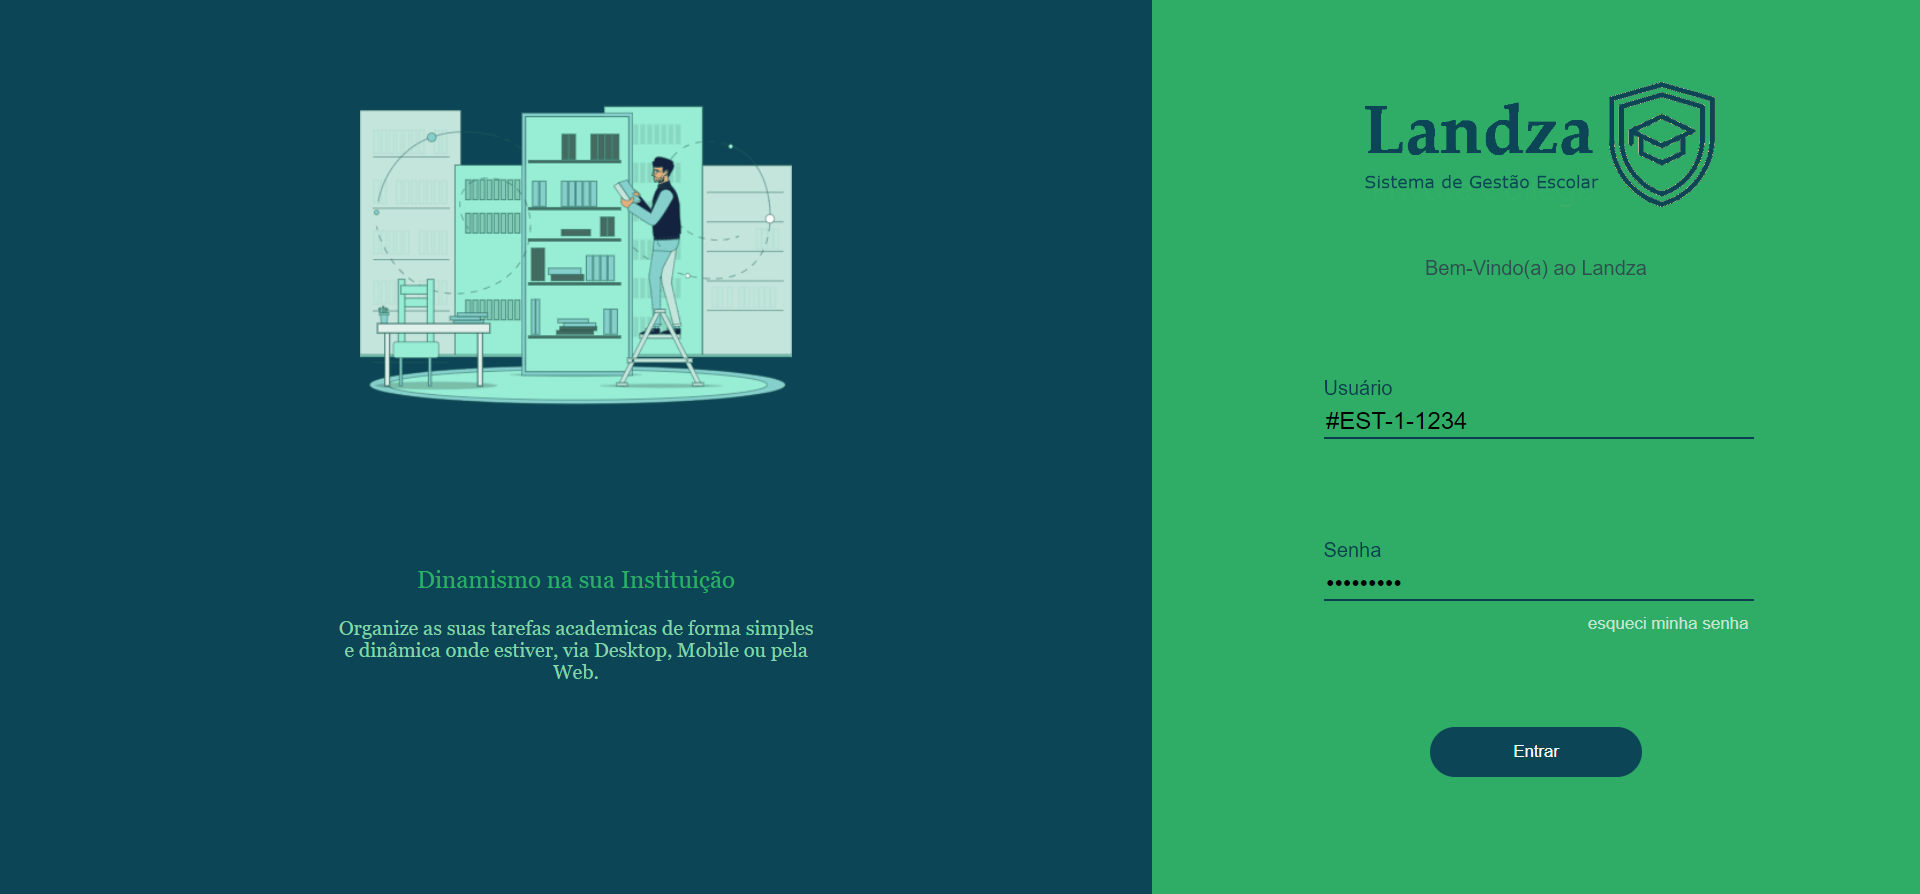 Dinamismo na sua Instituição
Organize as suas tarefas academicas de forma simples
e dinâmica onde estiver, via Desktop, Mobile ou pela
Web.
Landza
Sistema de Gestão Escolar
Bem-Vindo(a) ao Landza
Usuário
#EST-1-1234
Senha
•••••••••
esqueci minha senha
Entrar